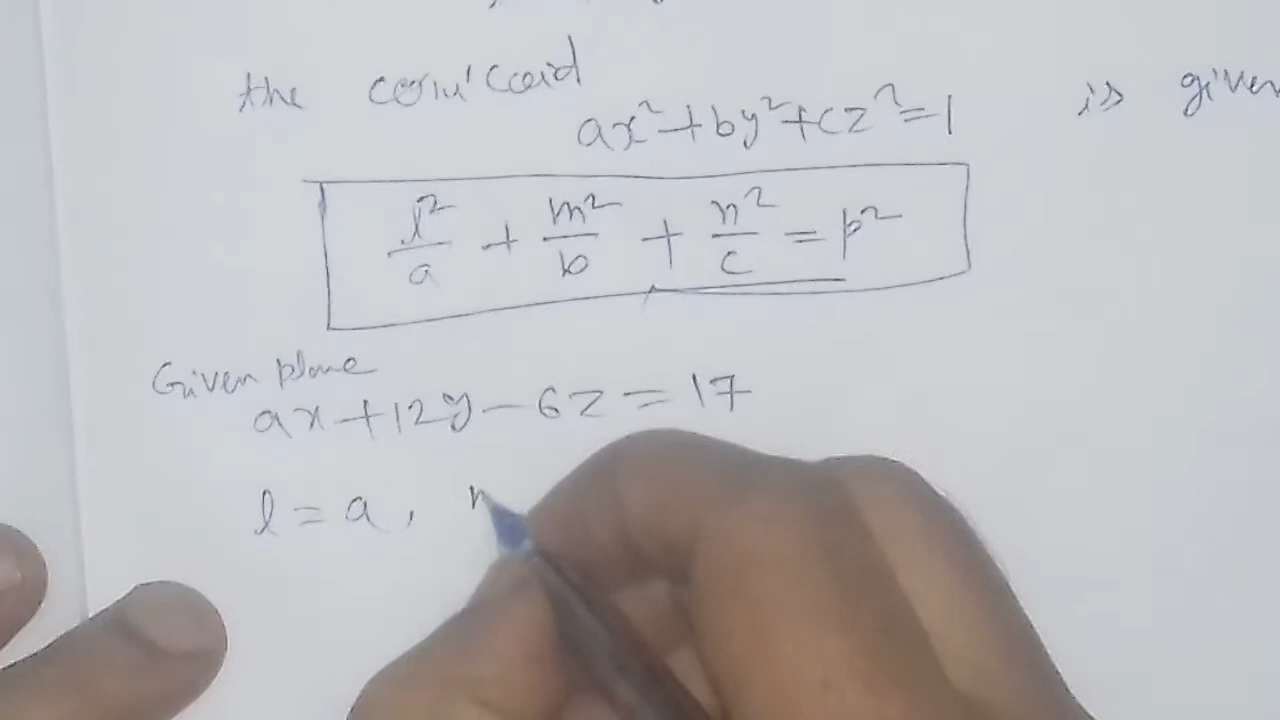 the conicoid
ax²+by²+cz²=1 is given
l²/a + m²/b + n²/c = p²
Given plane
ax+12y-6z=17
l=a,